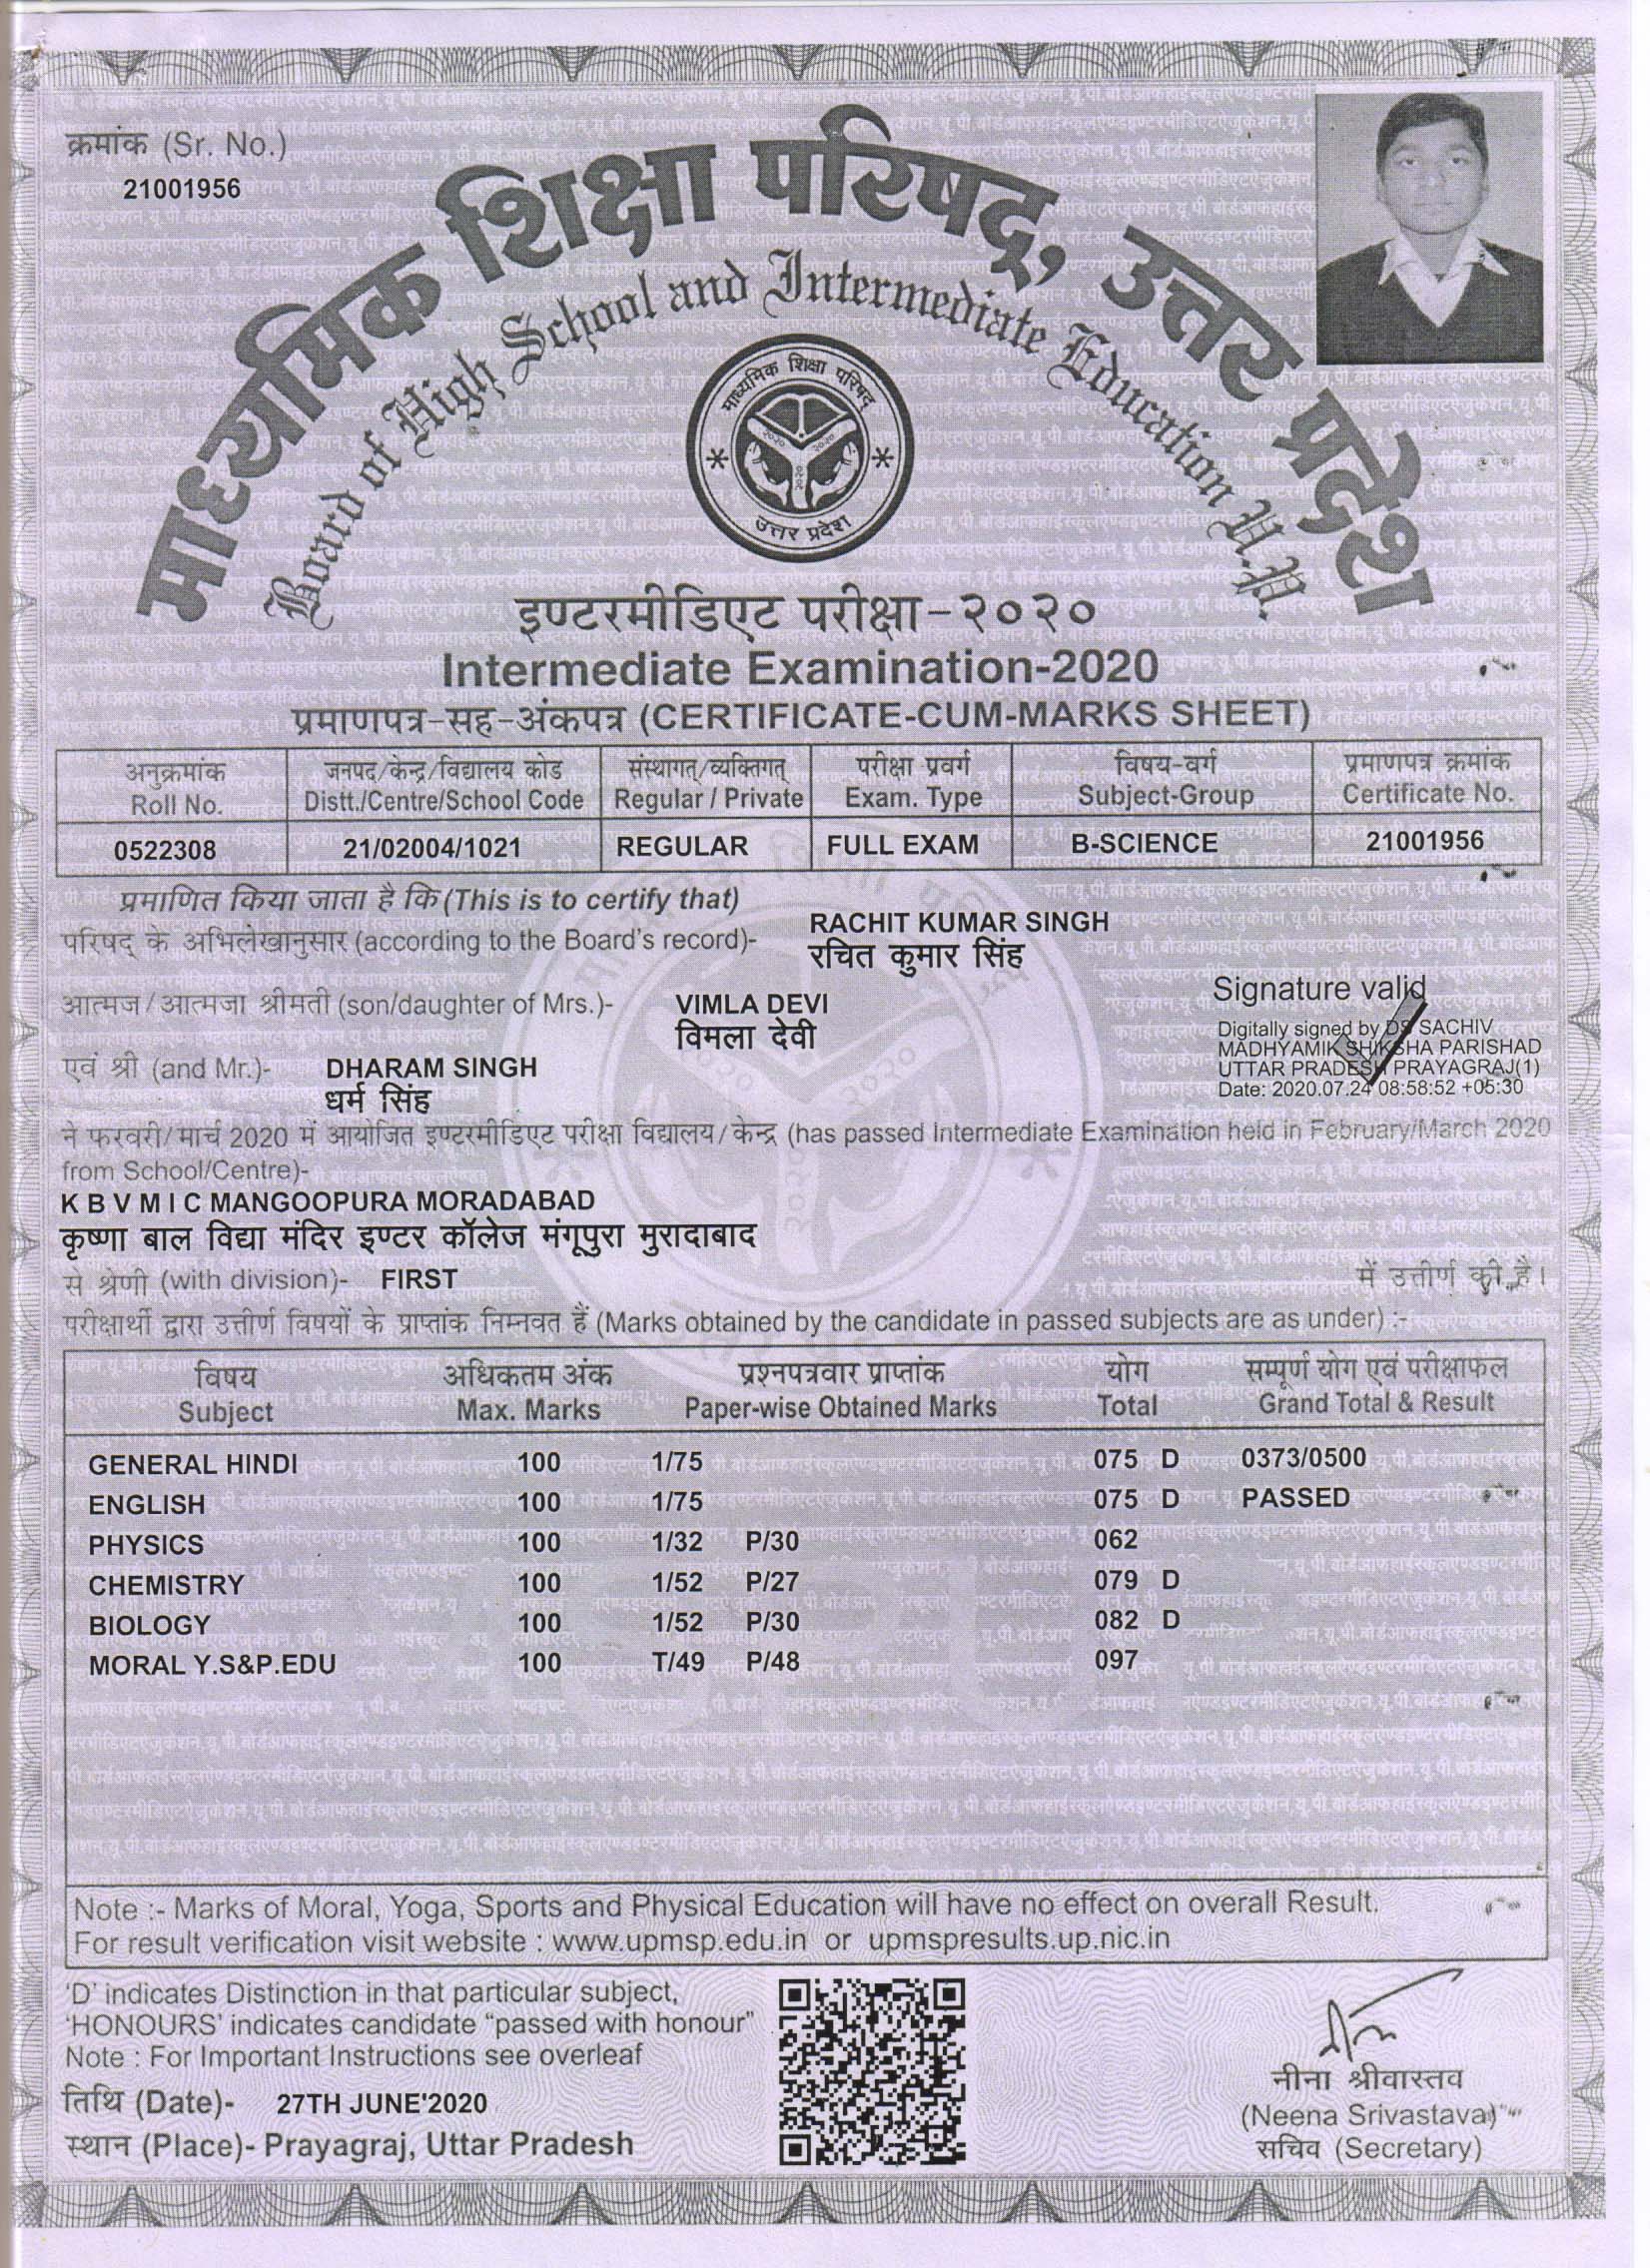 क्रमांक (Sr. No.)
21001956
माध्यमिक शिक्षा परिषद्, उत्तर प्रदेश
Board of High School and Intermediate Education U.P.
माध्यमिक शिक्षा परिषद्
उत्तर प्रदेश
इण्टरमीडिएट परीक्षा-२०२०
Intermediate Examination-2020
प्रमाणपत्र-सह-अंकपत्र (CERTIFICATE-CUM-MARKS SHEET)
अनुक्रमांक जनपद/केन्द्र/विद्यालय कोड संस्थागत्/व्यक्तिगत् परीक्षा प्रवर्ग विषय-वर्ग प्रमाणपत्र क्रमांक
Roll No. Distt./Centre/School Code Regular / Private Exam. Type Subject-Group Certificate No.
0522308 21/02004/1021 REGULAR FULL EXAM B-SCIENCE 21001956
प्रमाणित किया जाता है कि (This is to certify that)
परिषद् के अभिलेखानुसार (according to the Board's record)- RACHIT KUMAR SINGH
रचित कुमार सिंह
आत्मज/आत्मजा श्रीमती (son/daughter of Mrs.)- VIMLA DEVI
विमला देवी
एवं श्री (and Mr.)- DHARAM SINGH
धर्म सिंह
Signature valid
Digitally signed by DS SACHIV
MADHYAMIK SHIKSHA PARISHAD
UTTAR PRADESH PRAYAGRAJ(1)
Date: 2020.07.24 08:58:52 +05:30
ने फरवरी/मार्च 2020 में आयोजित इण्टरमीडिएट परीक्षा विद्यालय/केन्द्र (has passed Intermediate Examination held in February/March 2020
from School/Centre)-
K B V M I C MANGOOPURA MORADABAD
कृष्णा बाल विद्या मंदिर इण्टर कॉलेज मंगूपुरा मुरादाबाद
से श्रेणी (with division)- FIRST में उत्तीर्ण की है।
परीक्षार्थी द्वारा उत्तीर्ण विषयों के प्राप्तांक निम्नवत हैं (Marks obtained by the candidate in passed subjects are as under) :-
विषय अधिकतम अंक प्रश्नपत्रवार प्राप्तांक योग सम्पूर्ण योग एवं परीक्षाफल
Subject Max. Marks Paper-wise Obtained Marks Total Grand Total & Result
GENERAL HINDI 100 1/75 075 D 0373/0500
ENGLISH 100 1/75 075 D PASSED
PHYSICS 100 1/32 P/30 062
CHEMISTRY 100 1/52 P/27 079 D
BIOLOGY 100 1/52 P/30 082 D
MORAL Y.S&P.EDU 100 T/49 P/48 097
Note :- Marks of Moral, Yoga, Sports and Physical Education will have no effect on overall Result.
For result verification visit website : www.upmsp.edu.in or upmspresults.up.nic.in
'D' indicates Distinction in that particular subject,
'HONOURS' indicates candidate "passed with honour"
Note : For Important Instructions see overleaf
तिथि (Date)- 27TH JUNE'2020
स्थान (Place)- Prayagraj, Uttar Pradesh
नीना श्रीवास्तव
(Neena Srivastava)
सचिव (Secretary)